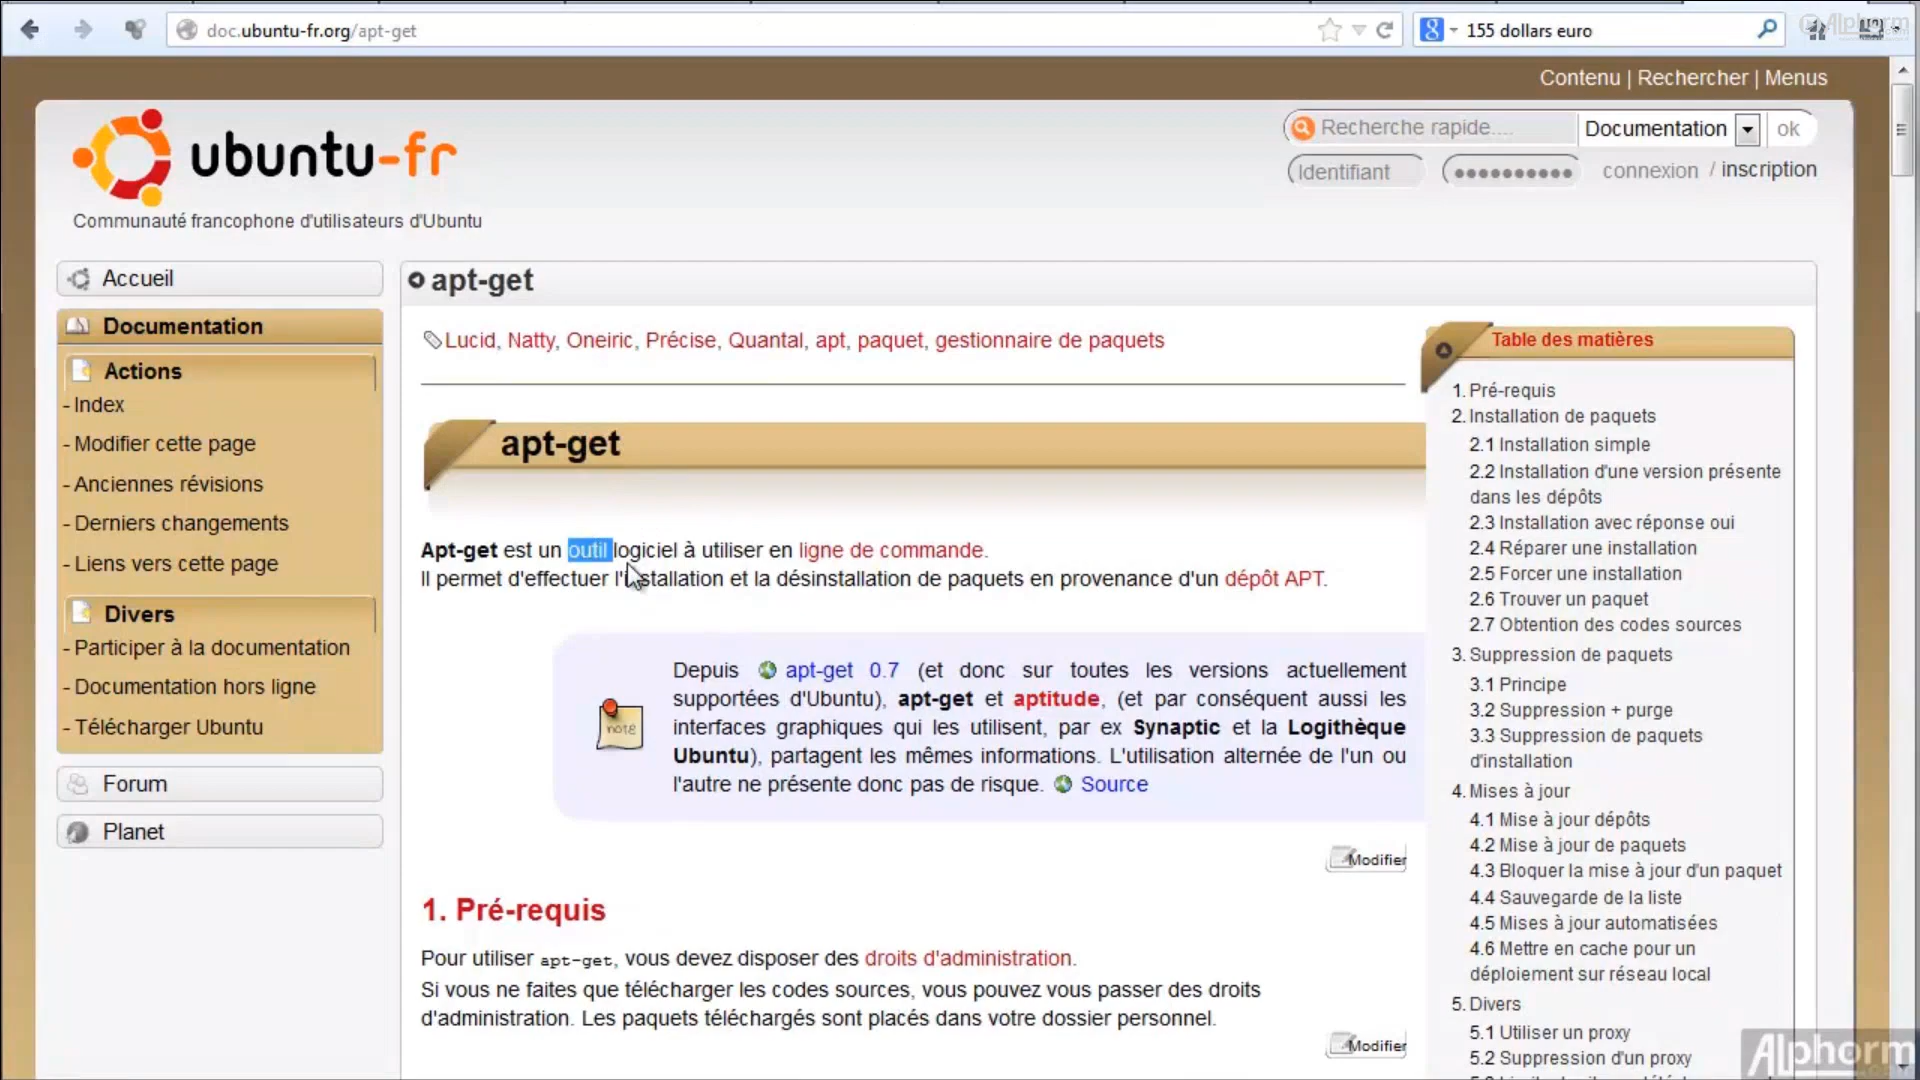 doc.ubuntu-fr.org/apt-get
155 dollars euro
Contenu | Rechercher | Menus
ubuntu-fr
Communauté francophone d'utilisateurs d'Ubuntu
Recherche rapide....
Documentation
ok
Identifiant
connexion / inscription
Accueil
Documentation
Actions
- Index
- Modifier cette page
- Anciennes révisions
- Derniers changements
- Liens vers cette page
Divers
- Participer à la documentation
- Documentation hors ligne
- Télécharger Ubuntu
Forum
Planet
apt-get
Lucid, Natty, Oneiric, Précise, Quantal, apt, paquet, gestionnaire de paquets
apt-get
Apt-get est un outil logiciel à utiliser en ligne de commande.
Il permet d'effectuer l'installation et la désinstallation de paquets en provenance d'un dépôt APT.
note
Depuis apt-get 0.7 (et donc sur toutes les versions actuellement
supportées d'Ubuntu), apt-get et aptitude, (et par conséquent aussi les
interfaces graphiques qui les utilisent, par ex Synaptic et la Logithèque
Ubuntu), partagent les mêmes informations. L'utilisation alternée de l'un ou
l'autre ne présente donc pas de risque. Source
Modifier
1. Pré-requis
Pour utiliser apt-get, vous devez disposer des droits d'administration.
Si vous ne faites que télécharger les codes sources, vous pouvez vous passer des droits
d'administration. Les paquets téléchargés sont placés dans votre dossier personnel.
Modifier
Table des matières
1. Pré-requis
2. Installation de paquets
2.1 Installation simple
2.2 Installation d'une version présente
dans les dépôts
2.3 Installation avec réponse oui
2.4 Réparer une installation
2.5 Forcer une installation
2.6 Trouver un paquet
2.7 Obtention des codes sources
3. Suppression de paquets
3.1 Principe
3.2 Suppression + purge
3.3 Suppression de paquets
d'installation
4. Mises à jour
4.1 Mise à jour dépôts
4.2 Mise à jour de paquets
4.3 Bloquer la mise à jour d'un paquet
4.4 Sauvegarde de la liste
4.5 Mises à jour automatisées
4.6 Mettre en cache pour un
déploiement sur réseau local
5. Divers
5.1 Utiliser un proxy
5.2 Suppression d'un proxy
Alphorm